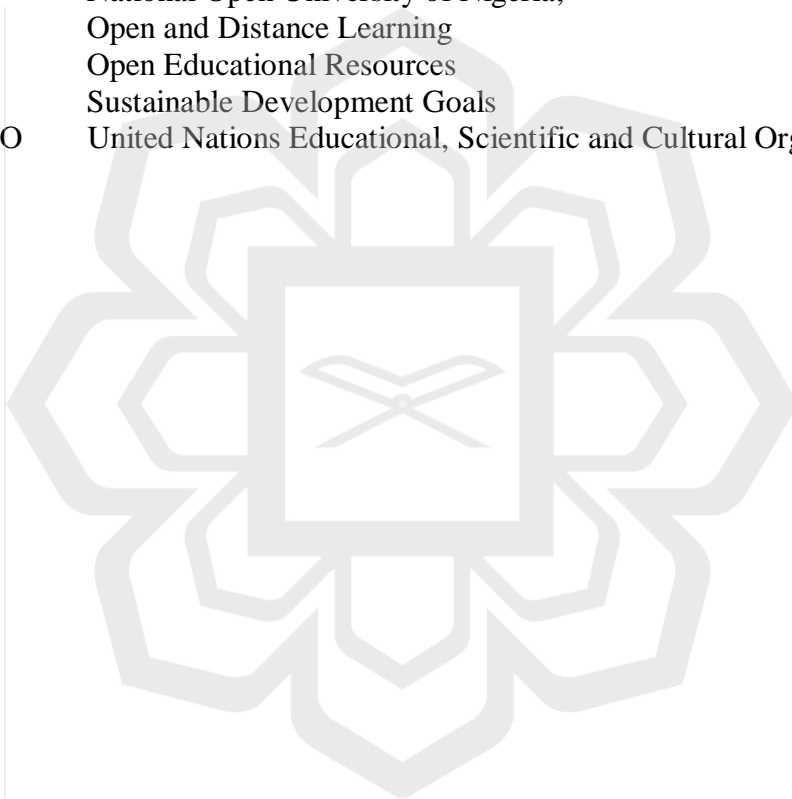 National Open University of Nigeria,
Open and Distance Learning
Open Educational Resources
Sustainable Development Goals
O United Nations Educational, Scientific and Cultural Org